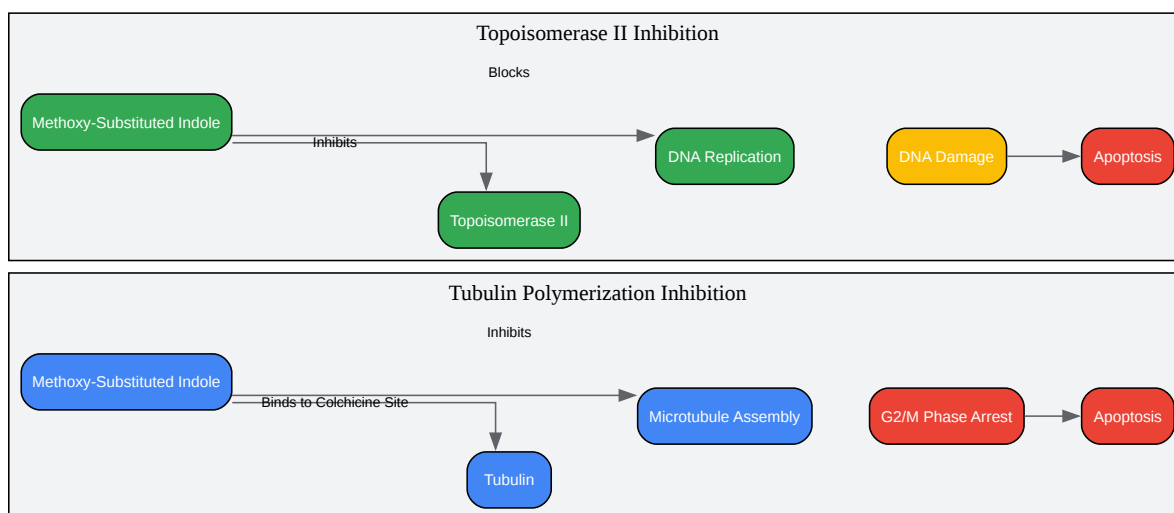 Topoisomerase II Inhibition
Blocks
Methoxy-Substituted Indole
Inhibits
DNA Replication
DNA Damage
Apoptosis
Topoisomerase II
Tubulin Polymerization Inhibition
Inhibits
Methoxy-Substituted Indole
Binds to Colchicine Site
Microtubule Assembly
G2/M Phase Arrest
Apoptosis
Tubulin